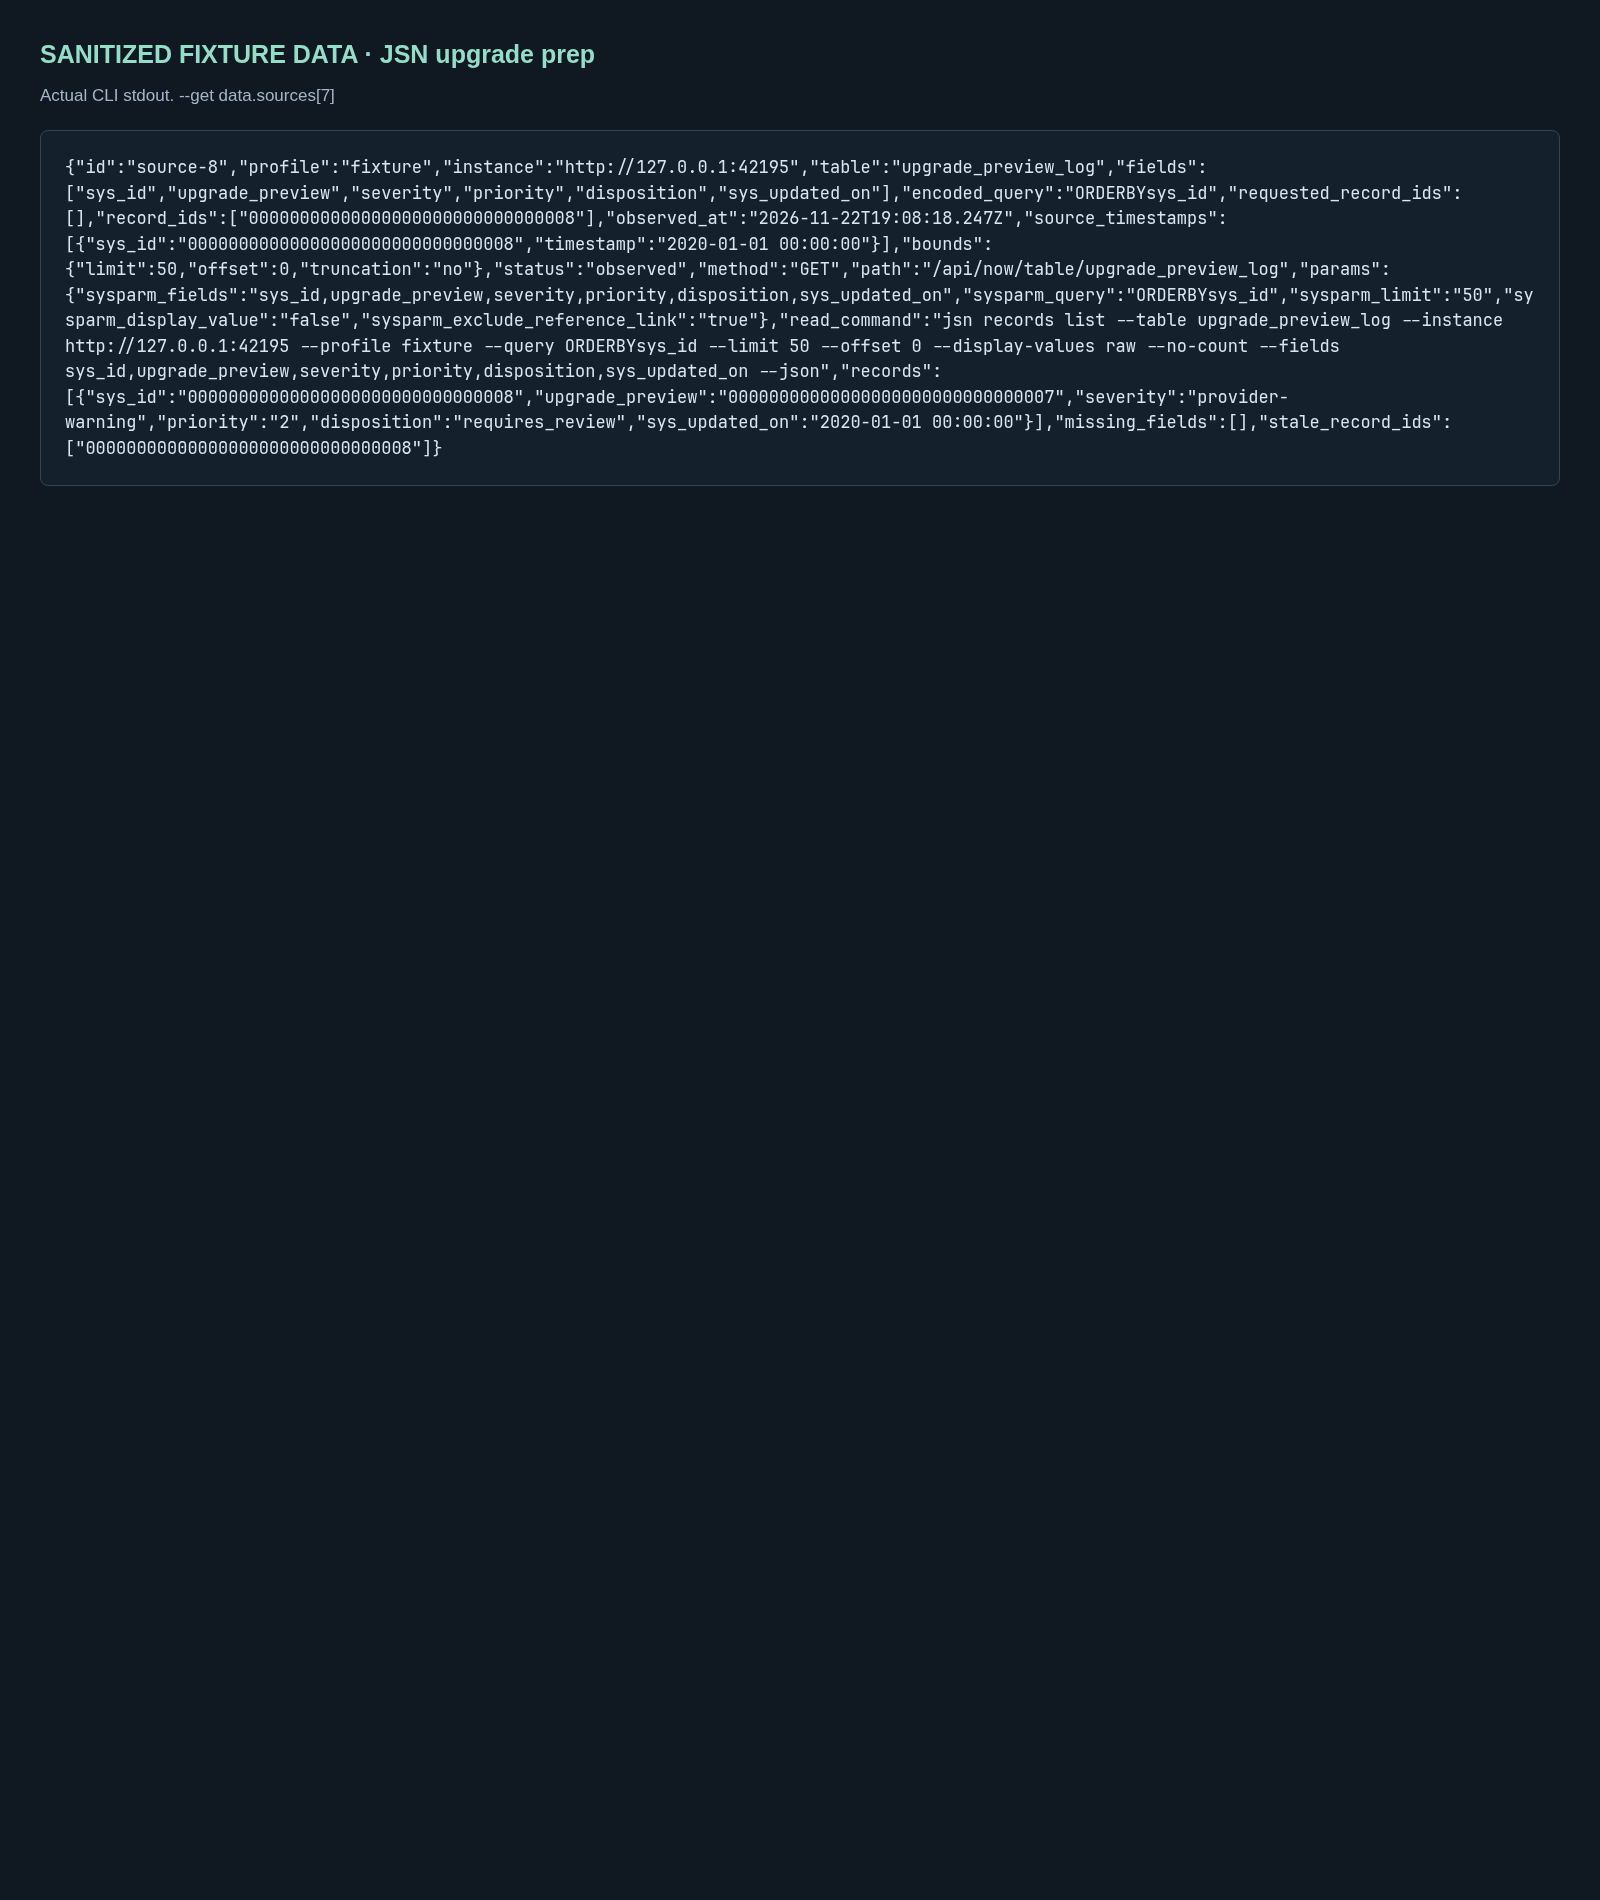 SANITIZED FIXTURE DATA · JSN upgrade prep
Actual CLI stdout. --get data.sources[7]
{"id":"source-8","profile":"fixture","instance":"http://127.0.0.1:42195","table":"upgrade_preview_log","fields":
["sys_id","upgrade_preview","severity","priority","disposition","sys_updated_on"],"encoded_query":"ORDERBYsys_id","requested_record_ids":
[],"record_ids":["00000000000000000000000000000008"],"observed_at":"2026-11-22T19:08:18.247Z","source_timestamps":
[{"sys_id":"00000000000000000000000000000008","timestamp":"2020-01-01 00:00:00"}],"bounds":
{"limit":50,"offset":0,"truncation":"no"},"status":"observed","method":"GET","path":"/api/now/table/upgrade_preview_log","params":
{"sysparm_fields":"sys_id,upgrade_preview,severity,priority,disposition,sys_updated_on","sysparm_query":"ORDERBYsys_id","sysparm_limit":"50","sy
sparm_display_value":"false","sysparm_exclude_reference_link":"true"},"read_command":"jsn records list --table upgrade_preview_log --instance
http://127.0.0.1:42195 --profile fixture --query ORDERBYsys_id --limit 50 --offset 0 --display-values raw --no-count --fields
sys_id,upgrade_preview,severity,priority,disposition,sys_updated_on --json","records":
[{"sys_id":"00000000000000000000000000000008","upgrade_preview":"00000000000000000000000000000007","severity":"provider-
warning","priority":"2","disposition":"requires_review","sys_updated_on":"2020-01-01 00:00:00"}],"missing_fields":[],"stale_record_ids":
["00000000000000000000000000000008"]}